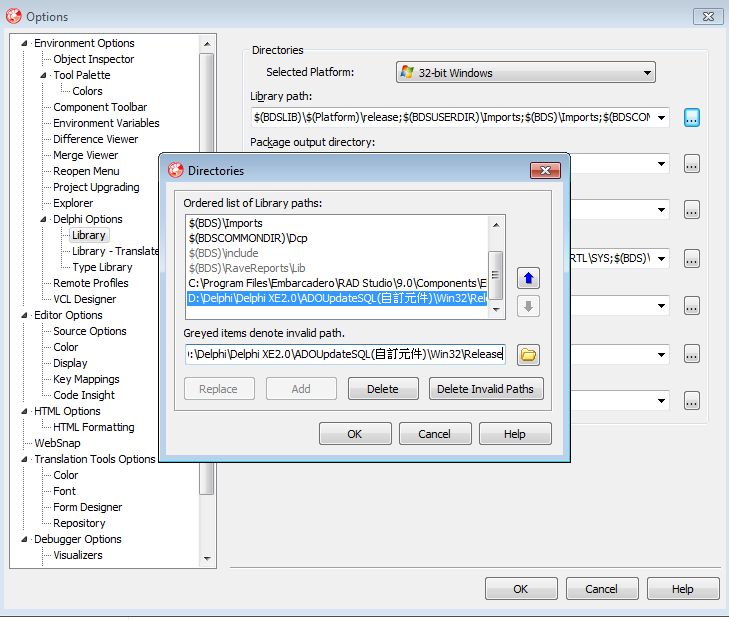 Options
Environment Options
Object Inspector
Tool Palette
Colors
Component Toolbar
Environment Variables
Difference Viewer
Merge Viewer
Reopen Menu
Project Upgrading
Explorer
Delphi Options
Library
Library - Translate
Type Library
Remote Profiles
VCL Designer
Editor Options
Source Options
Color
Display
Key Mappings
Code Insight
HTML Options
HTML Formatting
WebSnap
Translation Tools Options
Color
Font
Form Designer
Repository
Debugger Options
Visualizers
Directories
Selected Platform: 32-bit Windows
Library path:
$(BDSLIB)\$(Platform)\release;$(BDSUSERDIR)\Imports;$(BDS)\Imports;$(BDSCOM
...
Package output directory:
...
...
RTL\SYS;$(BDS)\
...
...
...
...
Directories
Ordered list of Library paths:
$(BDS)\Imports
$(BDSCOMMONDIR)\Dcp
$(BDS)\include
$(BDS)\RaveReports\Lib
C:\Program Files\Embarcadero\RAD Studio\9.0\Components\E
D:\Delphi\Delphi XE2.0\ADOUpdateSQL(自訂元件)\Win32\Rele
Greyed items denote invalid path.
:\Delphi\Delphi XE2.0\ADOUpdateSQL(自訂元件)\Win32\Release
Replace Add Delete Delete Invalid Paths
OK Cancel Help
OK Cancel Help